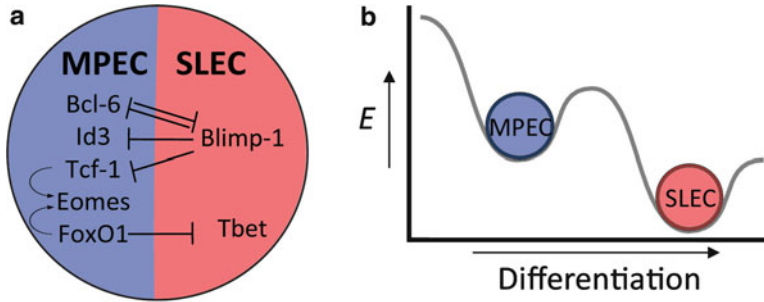 a
MPEC SLEC
Bcl-6
Id3
Blimp-1
Tcf-1
Eomes
FoxO1
Tbet
b
E
MPEC
SLEC
Differentiation